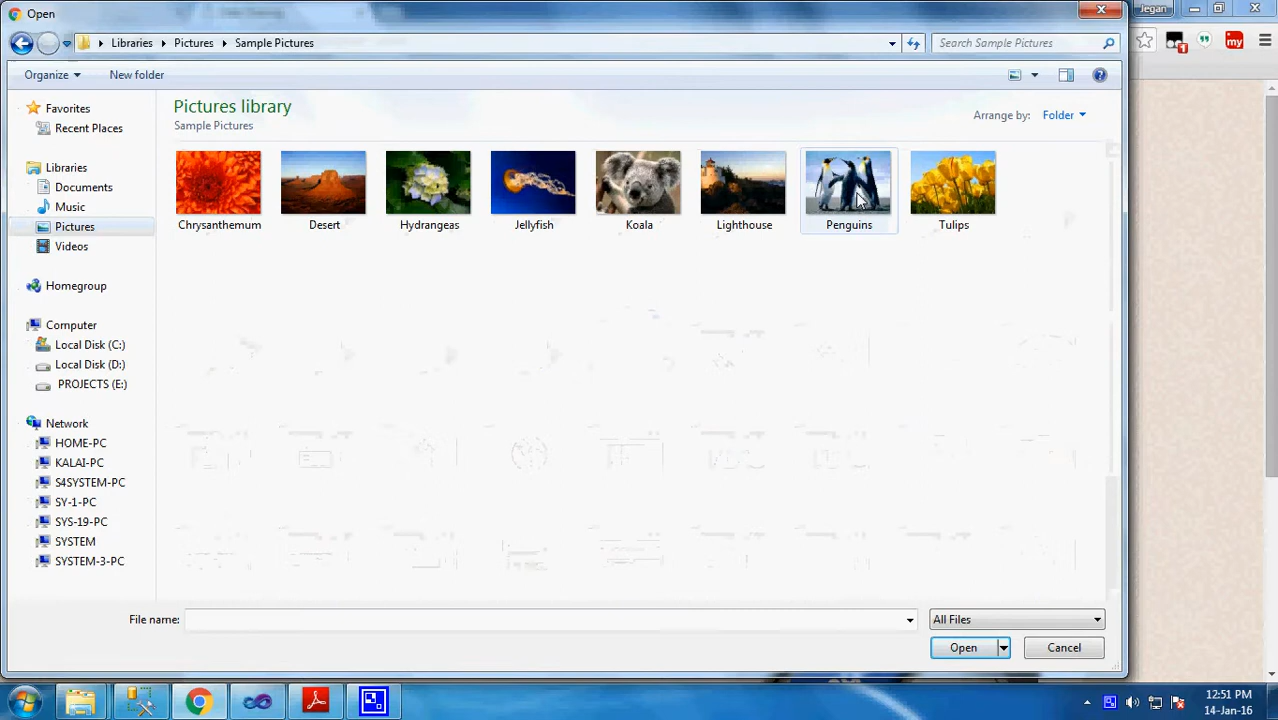 Open
Jegan
Libraries
Pictures
Sample Pictures
Search Sample Pictures
1
my
Organize
New folder
Pictures library
Sample Pictures
Arrange by:
Folder
Favorites
Recent Places
Libraries
Documents
Music
Pictures
Videos
Homegroup
Computer
Local Disk (C:)
Local Disk (D:)
PROJECTS (E:)
Network
HOME-PC
KALAI-PC
S4SYSTEM-PC
SY-1-PC
SYS-19-PC
SYSTEM
SYSTEM-3-PC
Chrysanthemum
Desert
Hydrangeas
Jellyfish
Koala
Lighthouse
Penguins
Tulips
File name:
All Files
Open
Cancel
12:51 PM
14-Jan-16